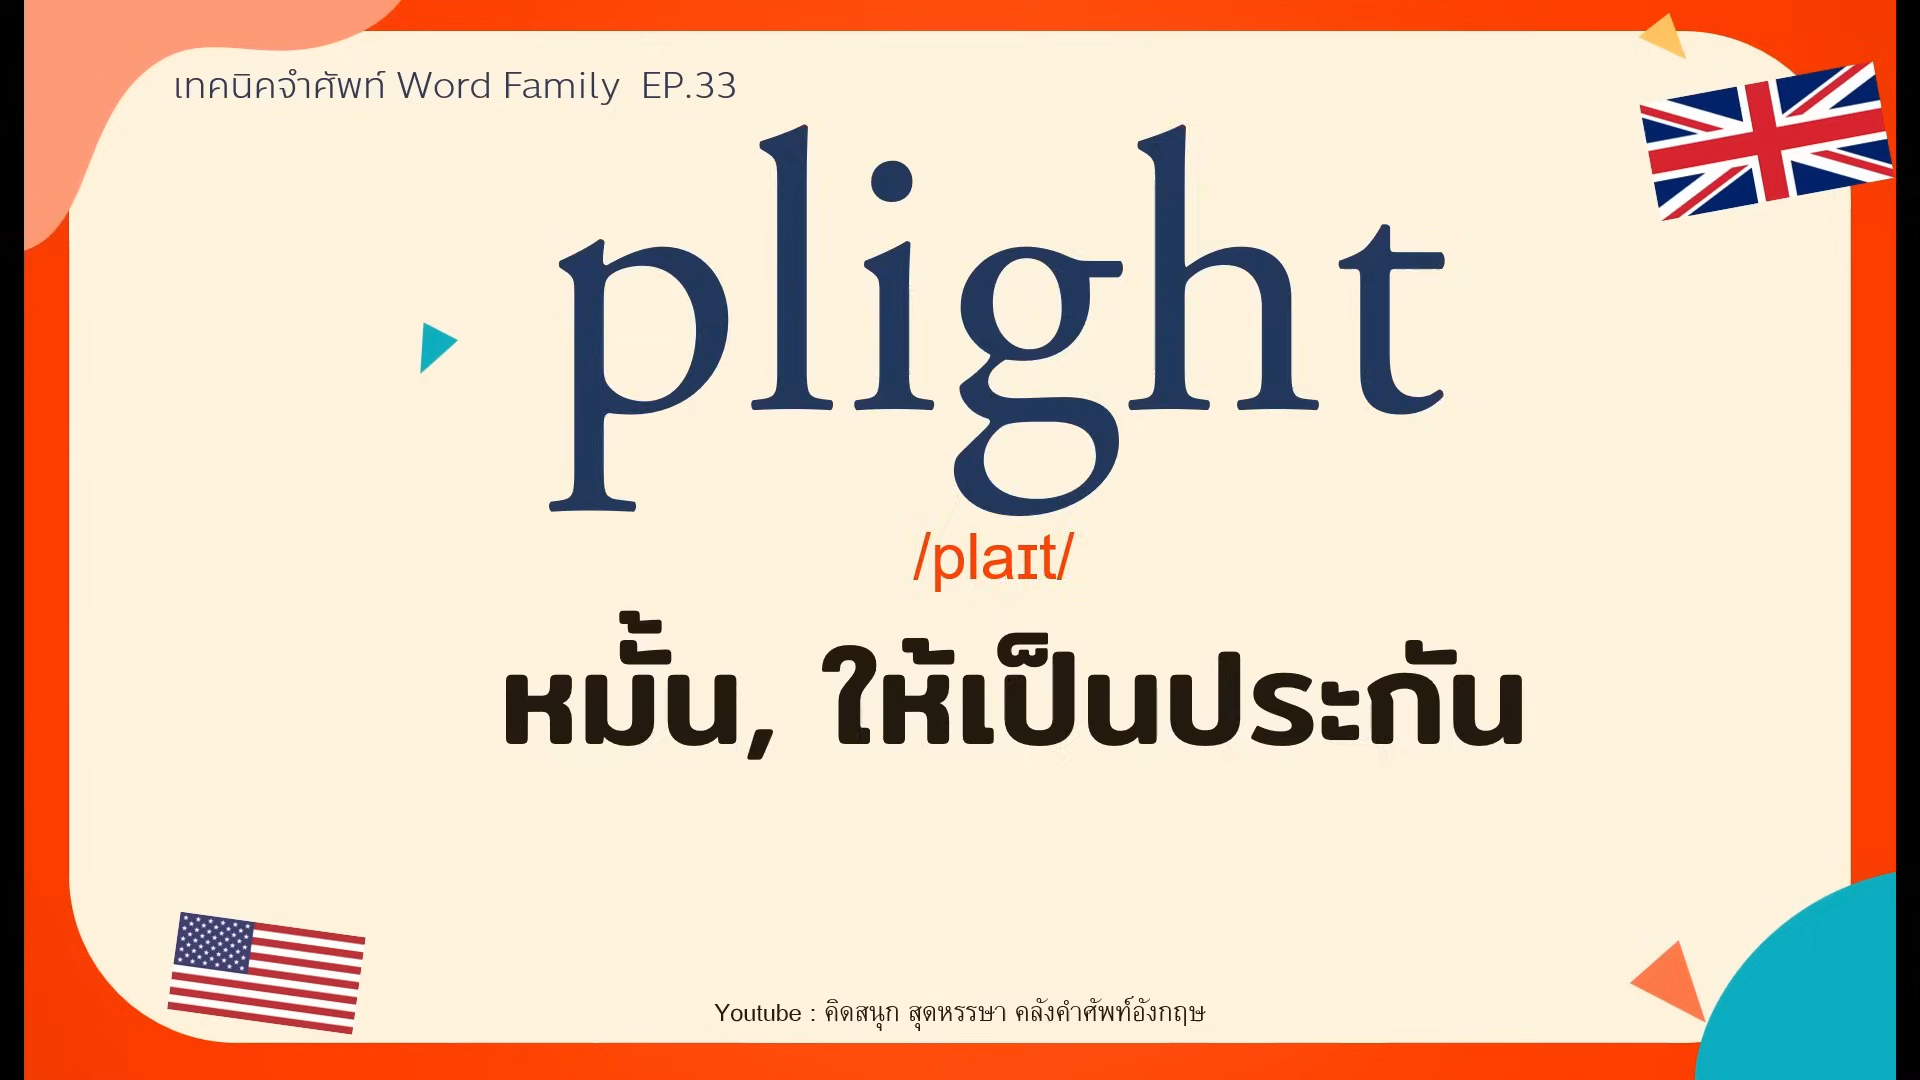 เทคนิคจำศัพท์ Word Family EP.33
plight
/plaɪt/
หมั้น, ให้เป็นประกัน
Youtube : คิดสนุก สุดหรรษา คลังคำศัพท์อังกฤษ